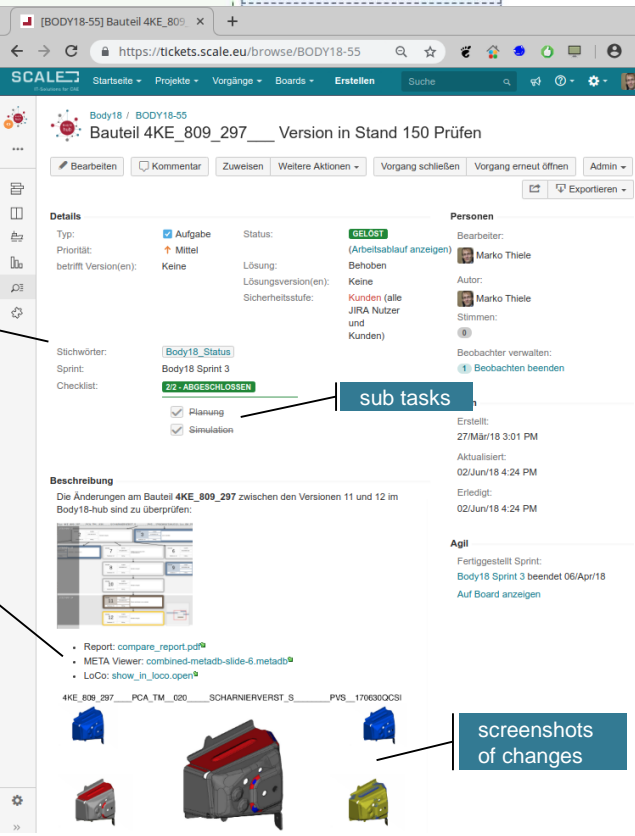 [BODY18-55] Bauteil 4KE_809_
https://tickets.scale.eu/browse/BODY18-55
SCALE
IT-Solutions for CAE
Startseite Projekte Vorgänge Boards Erstellen Suche
Body18 / BODY18-55
Bauteil 4KE_809_297___ Version in Stand 150 Prüfen
Bearbeiten Kommentar Zuweisen Weitere Aktionen Vorgang schließen Vorgang erneut öffnen Admin
Exportieren
Details
Typ: Aufgabe
Priorität: Mittel
betrifft Version(en): Keine
Status: GELÖST
(Arbeitsablauf anzeigen)
Lösung: Behoben
Lösungsversion(en): Keine
Sicherheitsstufe: Kunden (alle
JIRA Nutzer
und
Kunden)
Stichwörter: Body18_Status
Sprint: Body18 Sprint 3
Checklist: 2/2 - ABGESCHLOSSEN
Planung
Simulation
sub tasks
Personen
Bearbeiter:
Marko Thiele
Autor:
Marko Thiele
Stimmen:
0
Beobachter verwalten:
1 Beobachten beenden
Erstellt:
27/Mär/18 3:01 PM
Aktualisiert:
02/Jun/18 4:24 PM
Erledigt:
02/Jun/18 4:24 PM
Agil
Fertiggestellt Sprint:
Body18 Sprint 3 beendet 06/Apr/18
Auf Board anzeigen
Beschreibung
Die Änderungen am Bauteil 4KE_809_297 zwischen den Versionen 11 und 12 im
Body18-hub sind zu überprüfen:
Report: compare_report.pdf
META Viewer: combined-metadb-slide-6.metadb
LoCo: show_in_loco.open
4KE_809_297____PCA_TM__020_____SCHARNIERVERST_S________PVS__170630QCSI
screenshots
of changes